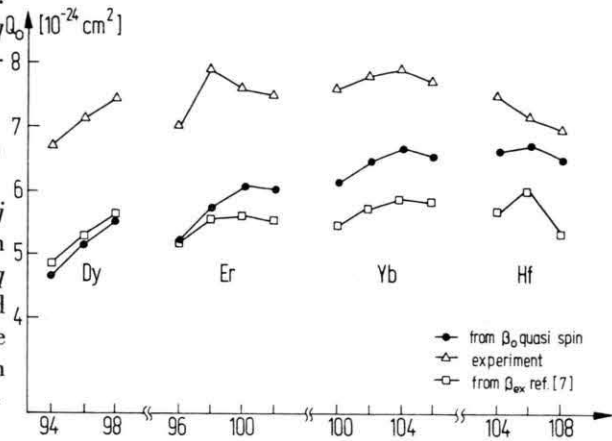 Q₀ [10⁻²⁴ cm²]
8
7
6
5
4
Dy
Er
Yb
Hf
from β₀ quasi spin
experiment
from βₑₓ ref. [7]
94 98 96 100 100 104 104 108